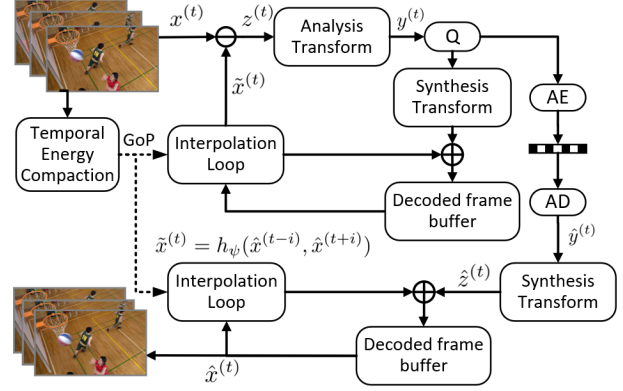 x^{(t)}
z^{(t)}
Analysis
Transform
y^{(t)}
Q
x̃^{(t)}
Synthesis
Transform
AE
Temporal
Energy
Compaction
GoP
Interpolation
Loop
Decoded frame
buffer
AD
ŷ^{(t)}
x̃^{(t)} = h_ψ(x̂^{(t-i)}, x̂^{(t+i)})
Interpolation
Loop
ẑ^{(t)}
Synthesis
Transform
Decoded frame
buffer
x̂^{(t)}